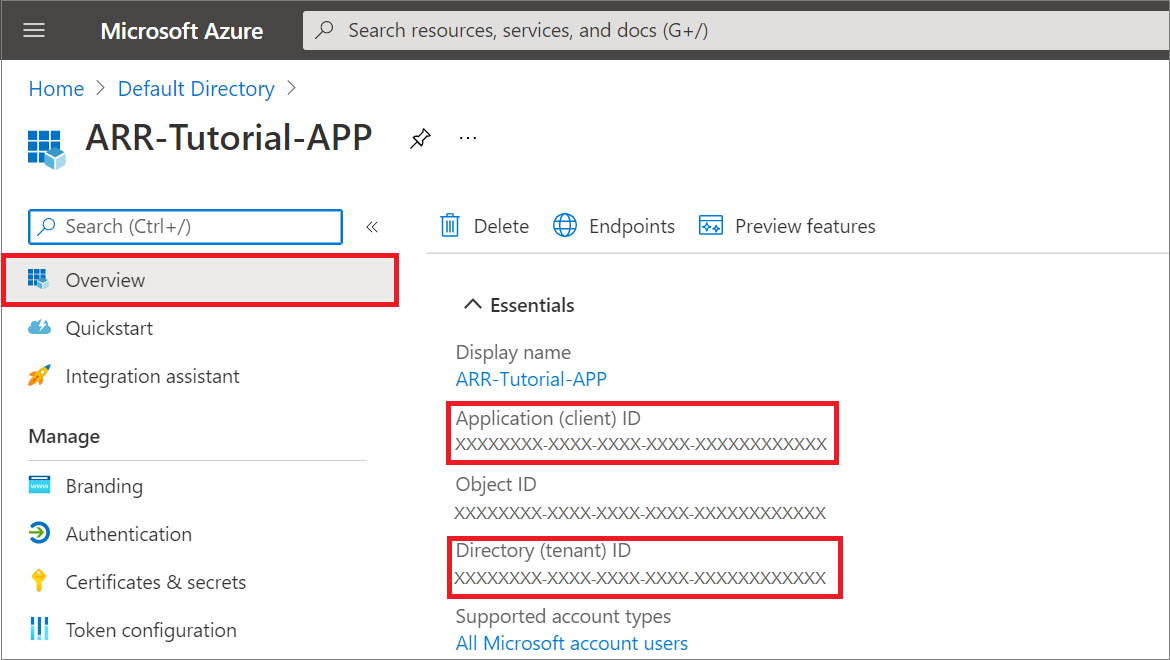 Microsoft Azure
Search resources, services, and docs (G+/)
Home > Default Directory >
ARR-Tutorial-APP
...
Search (Ctrl+/)
«
Overview
Quickstart
Integration assistant
Manage
Branding
Authentication
Certificates & secrets
Token configuration
Delete
Endpoints
Preview features
Essentials
Display name
ARR-Tutorial-APP
Application (client) ID
XXXXXXXX-XXXX-XXXX-XXXX-XXXXXXXXXXXX
Object ID
XXXXXXXX-XXXX-XXXX-XXXX-XXXXXXXXXXXX
Directory (tenant) ID
XXXXXXXX-XXXX-XXXX-XXXX-XXXXXXXXXXXX
Supported account types
All Microsoft account users